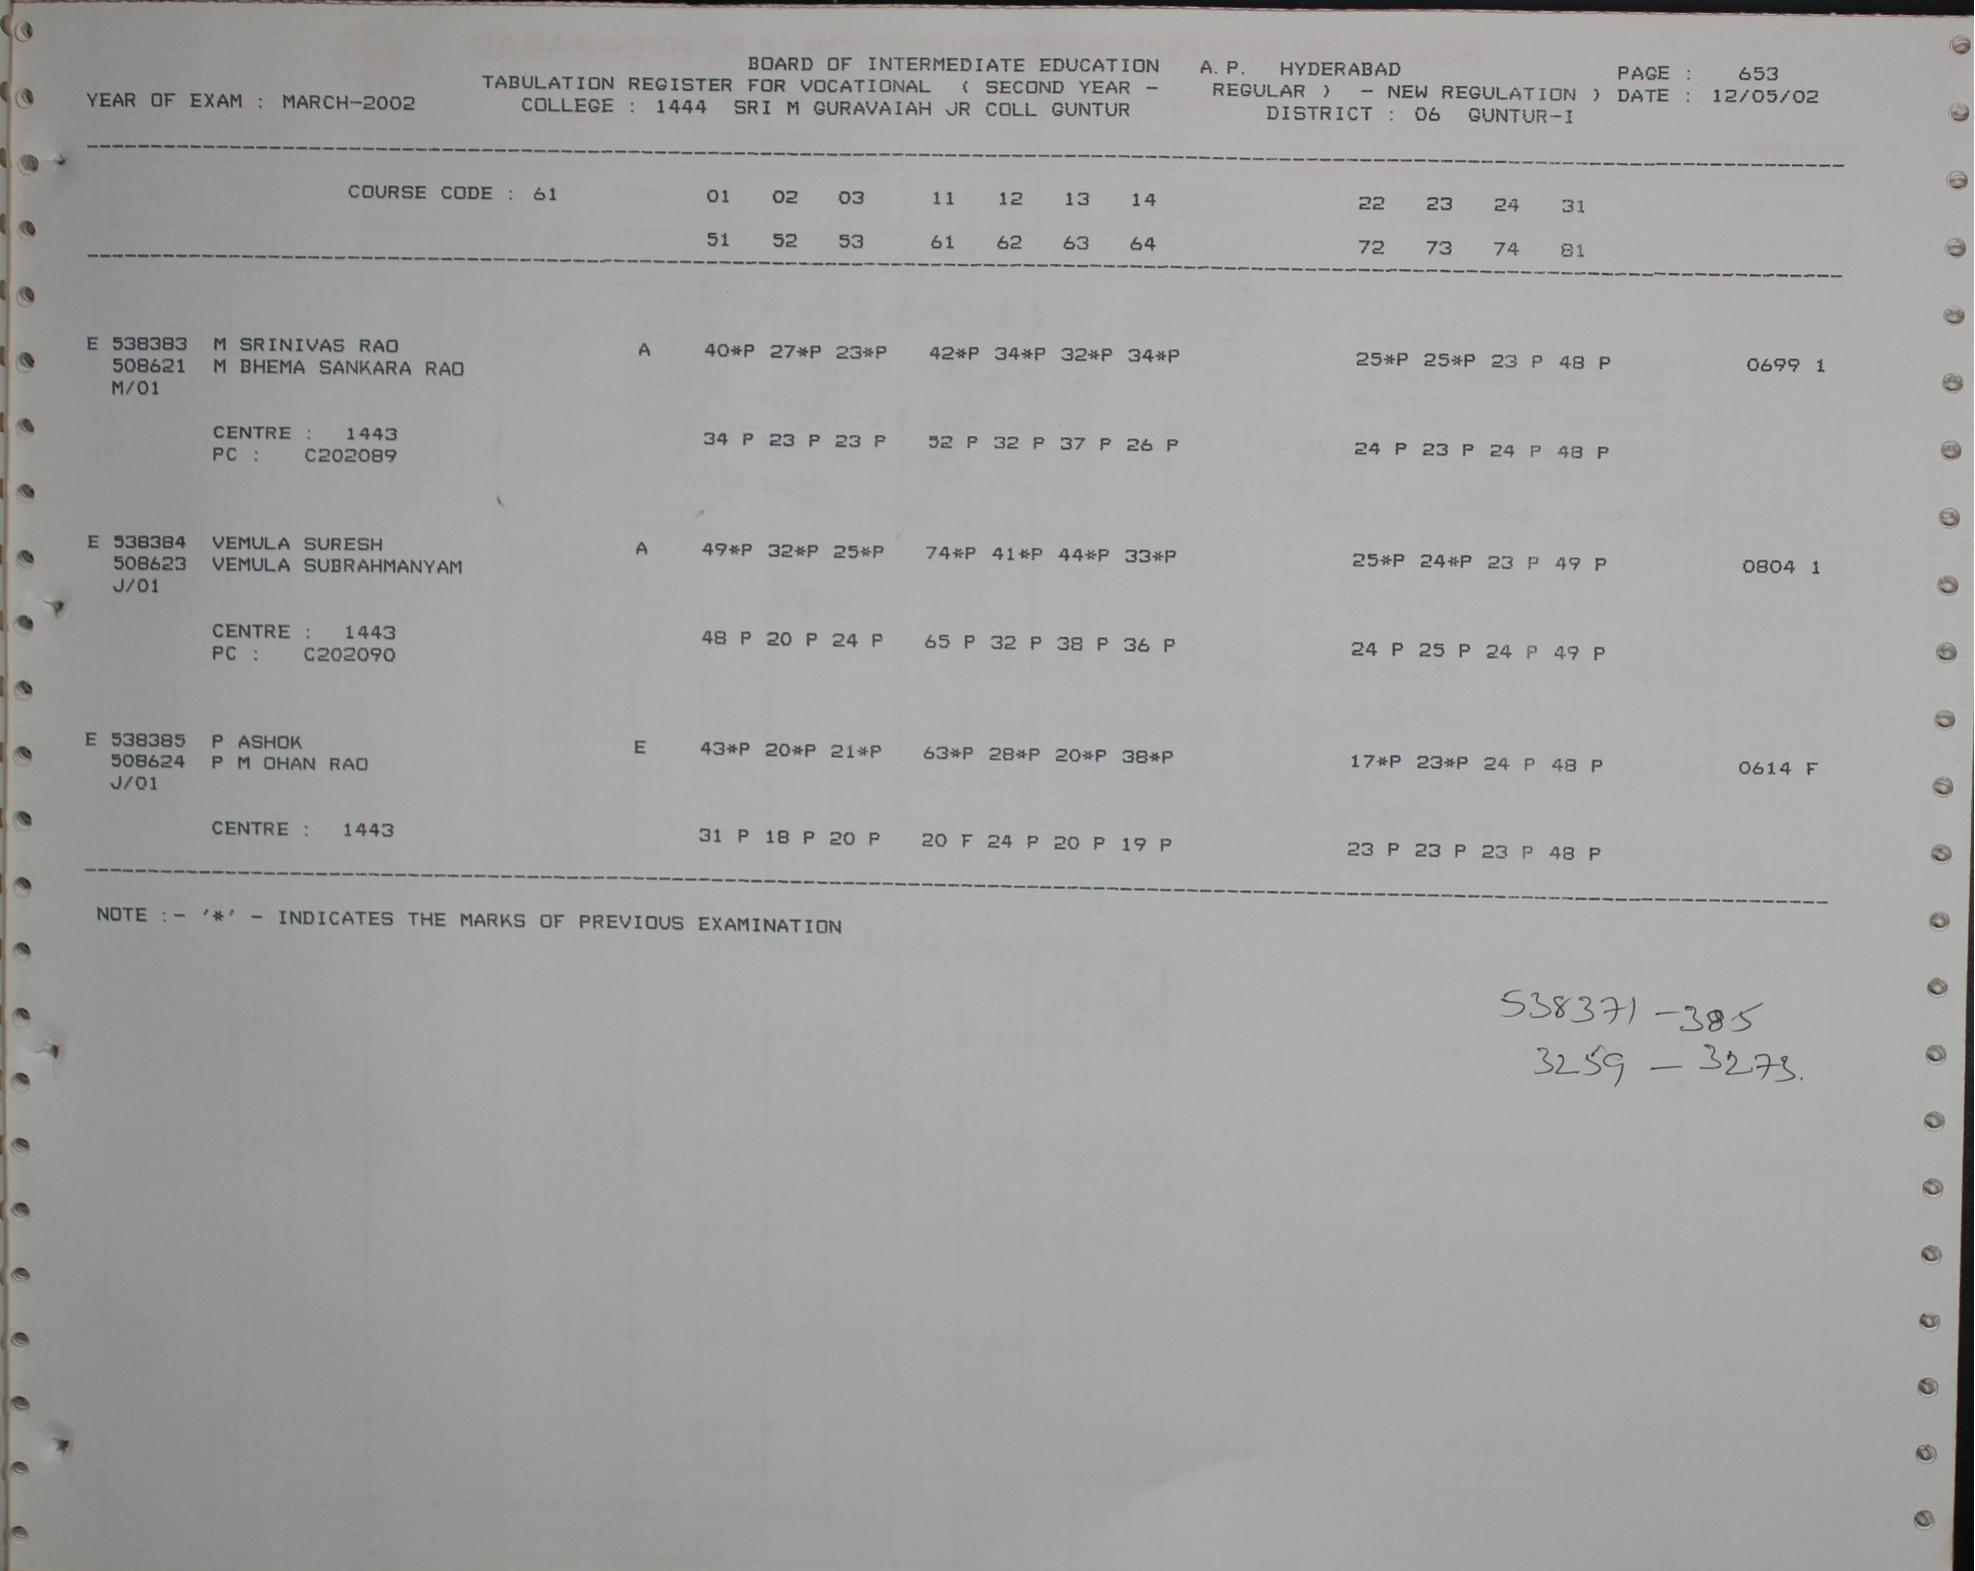 BOARD OF INTERMEDIATE EDUCATION A.P. HYDERABAD PAGE : 653
TABULATION REGISTER FOR VOCATIONAL ( SECOND YEAR - REGULAR ) - NEW REGULATION ) DATE : 12/05/02
YEAR OF EXAM : MARCH-2002 COLLEGE : 1444 SRI M GURAVAIAH JR COLL GUNTUR DISTRICT : 06 GUNTUR-I
COURSE CODE : 61 01 02 03 11 12 13 14 22 23 24 31
51 52 53 61 62 63 64 72 73 74 81
E 538383 M SRINIVAS RAO A 40*P 27*P 23*P 42*P 34*P 32*P 34*P 25*P 25*P 23 P 48 P 0699 1
508621 M BHEMA SANKARA RAO
M/01
CENTRE : 1443 34 P 23 P 23 P 52 P 32 P 37 P 26 P 24 P 23 P 24 P 48 P
PC : C202089
E 538384 VEMULA SURESH A 49*P 32*P 25*P 74*P 41*P 44*P 33*P 25*P 24*P 23 P 49 P 0804 1
508623 VEMULA SUBRAHMANYAM
J/01
CENTRE : 1443 48 P 20 P 24 P 65 P 32 P 38 P 36 P 24 P 25 P 24 P 49 P
PC : C202090
E 538385 P ASHOK E 43*P 20*P 21*P 63*P 28*P 20*P 38*P 17*P 23*P 24 P 48 P 0614 F
508624 P M OHAN RAO
J/01
CENTRE : 1443 31 P 18 P 20 P 20 F 24 P 20 P 19 P 23 P 23 P 23 P 48 P
NOTE :- '*' - INDICATES THE MARKS OF PREVIOUS EXAMINATION
538371 - 385
3259 - 3273.